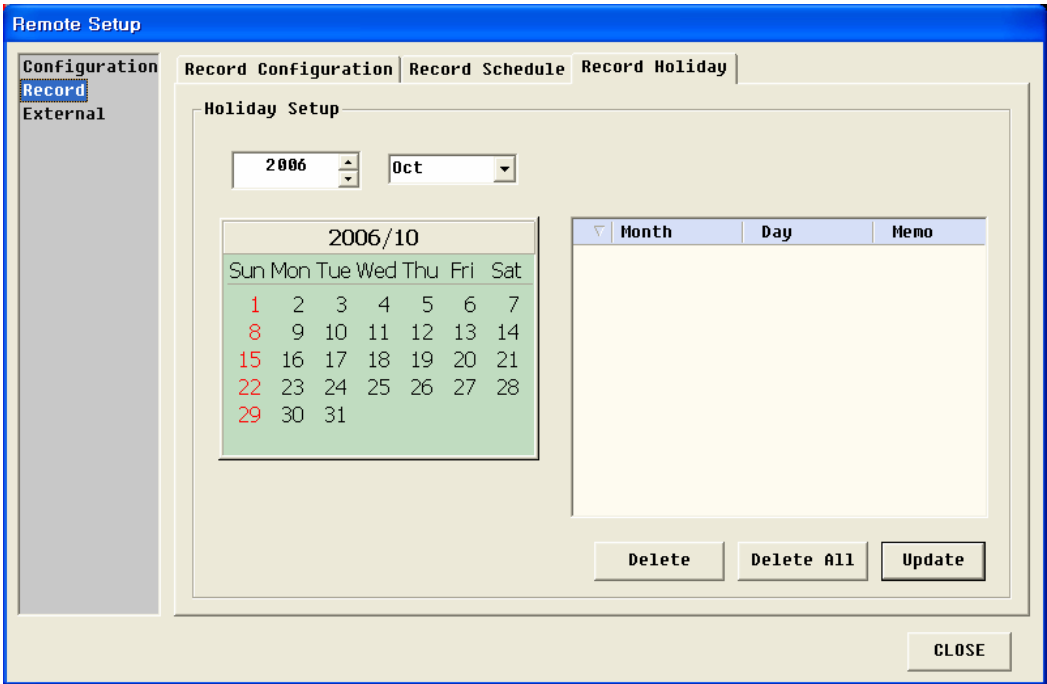 Remote Setup
Configuration
Record
External
Record Configuration Record Schedule Record Holiday
Holiday Setup
2006 Oct
2006/10
Sun Mon Tue Wed Thu Fri Sat
1 2 3 4 5 6 7
8 9 10 11 12 13 14
15 16 17 18 19 20 21
22 23 24 25 26 27 28
29 30 31
Month Day Memo
Delete Delete All Update
CLOSE